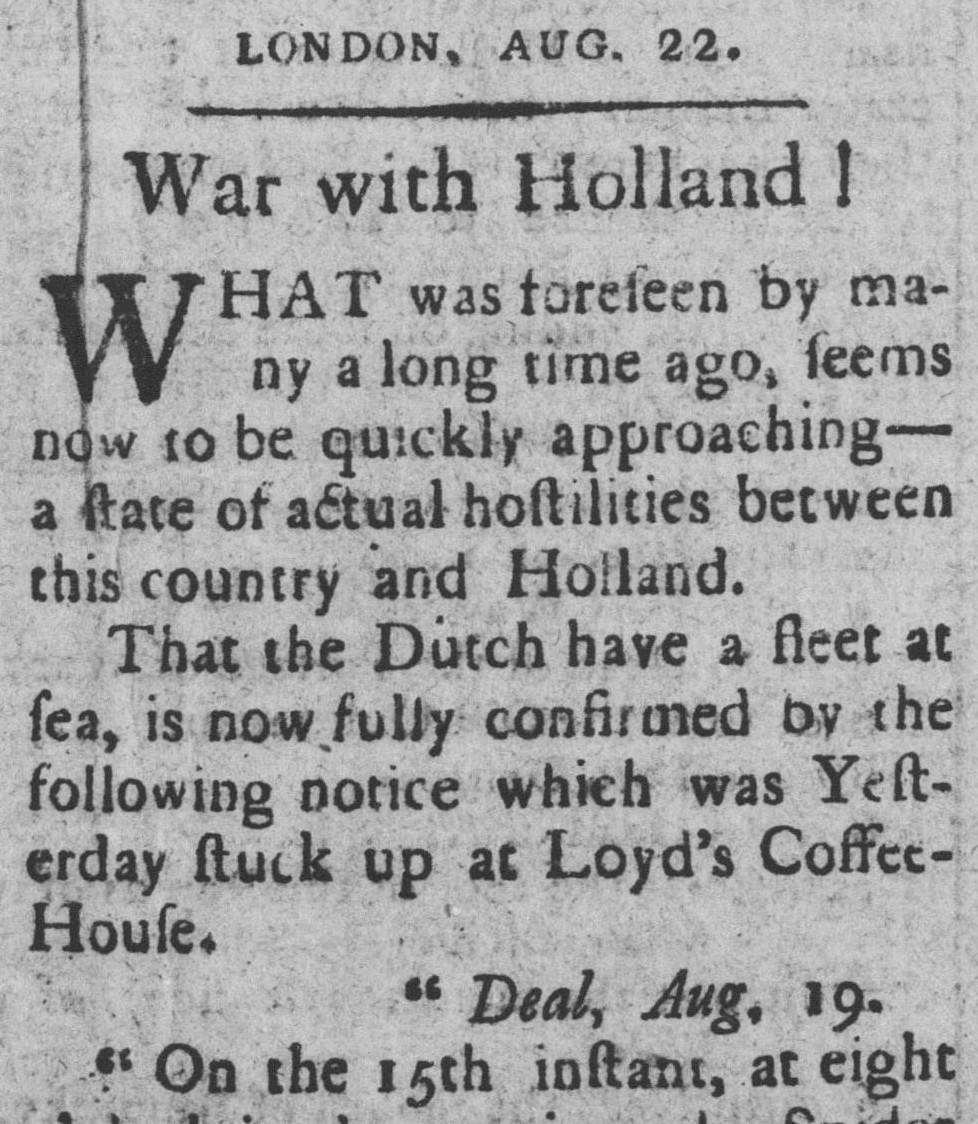 LONDON, AUG. 22.
War with Holland!
WHAT was foreſeen by ma-
ny a long time ago, ſeems
now to be quickly approaching—
a ſtate of actual hoſtilities between
this country and Holland.
That the Dutch have a fleet at
ſea, is now fully confirmed by the
following notice which was Yeſt-
erday ſtuck up at Loyd's Coffee-
Houſe.
“ Deal, Aug. 19.
“ On the 15th inſtant, at eight